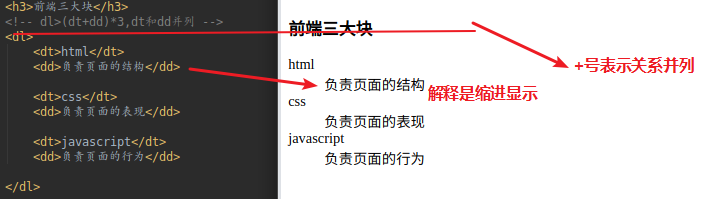 <h3>前端三大块</h3>
<!-- dl>(dt+dd)*3,dt和dd并列 -->
<dl>
<dt>html</dt>
<dd>负责页面的结构</dd>
<dt>css</dt>
<dd>负责页面的表现</dd>
<dt>javascript</dt>
<dd>负责页面的行为</dd>
</dl>
前端三大块
html
负责页面的结构
css
负责页面的表现
javascript
负责页面的行为
+号表示关系并列
解释是缩进显示